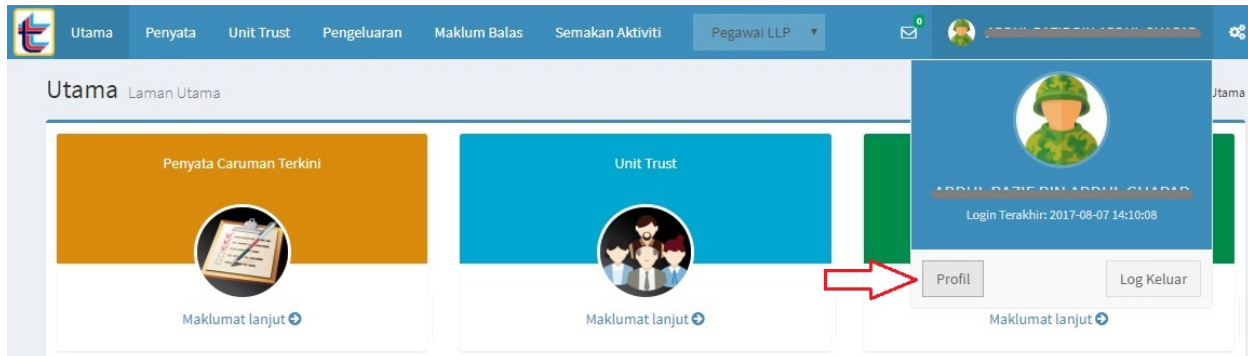 Utama Penyata Unit Trust Pengeluaran Maklum Balas Semakan Aktiviti Pegawai LLP 0
Utama Laman Utama
Penyata Caruman Terkini
Unit Trust
Login Terakhir: 2017-08-07 14:10:08
Profil Log Keluar
Maklumat lanjut
Maklumat lanjut
Maklumat lanjut